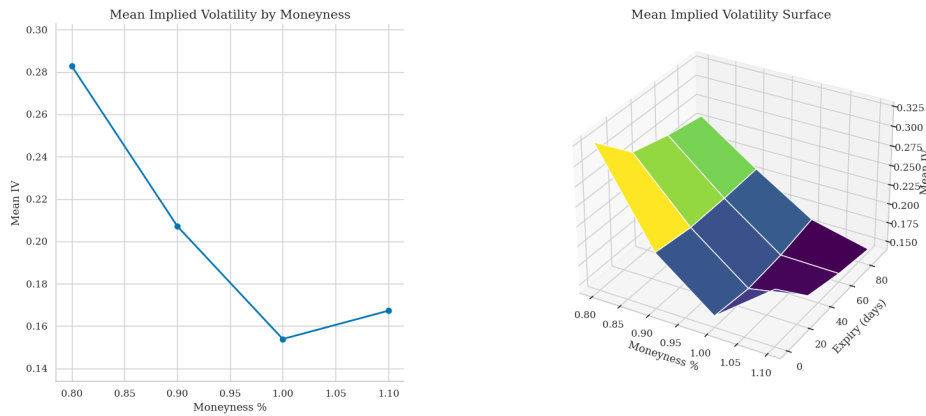 Mean Implied Volatility by Moneyness
0.30
0.28
0.26
0.24
0.22
0.20
0.18
0.16
0.14
Mean IV
0.80 0.85 0.90 0.95 1.00 1.05 1.10
Moneyness %
Mean Implied Volatility Surface
0.325
0.300
0.275
0.250
0.225
0.200
0.175
0.150
Mean IV
80
60
40
20
0
Expiry (days)
0.80 0.85 0.90 0.95 1.00 1.05 1.10
Moneyness %